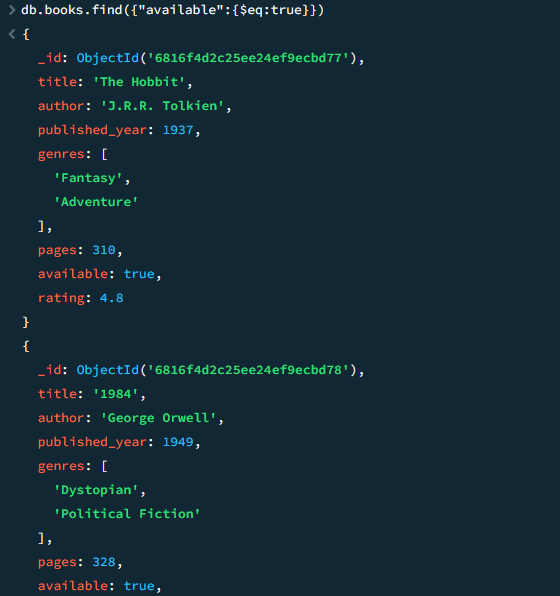 > db.books.find({"available":{$eq:true}})
< {
_id: ObjectId('6816f4d2c25ee24ef9ecbd77'),
title: 'The Hobbit',
author: 'J.R.R. Tolkien',
published_year: 1937,
genres: [
'Fantasy',
'Adventure'
],
pages: 310,
available: true,
rating: 4.8
}
{
_id: ObjectId('6816f4d2c25ee24ef9ecbd78'),
title: '1984',
author: 'George Orwell',
published_year: 1949,
genres: [
'Dystopian',
'Political Fiction'
],
pages: 328,
available: true,